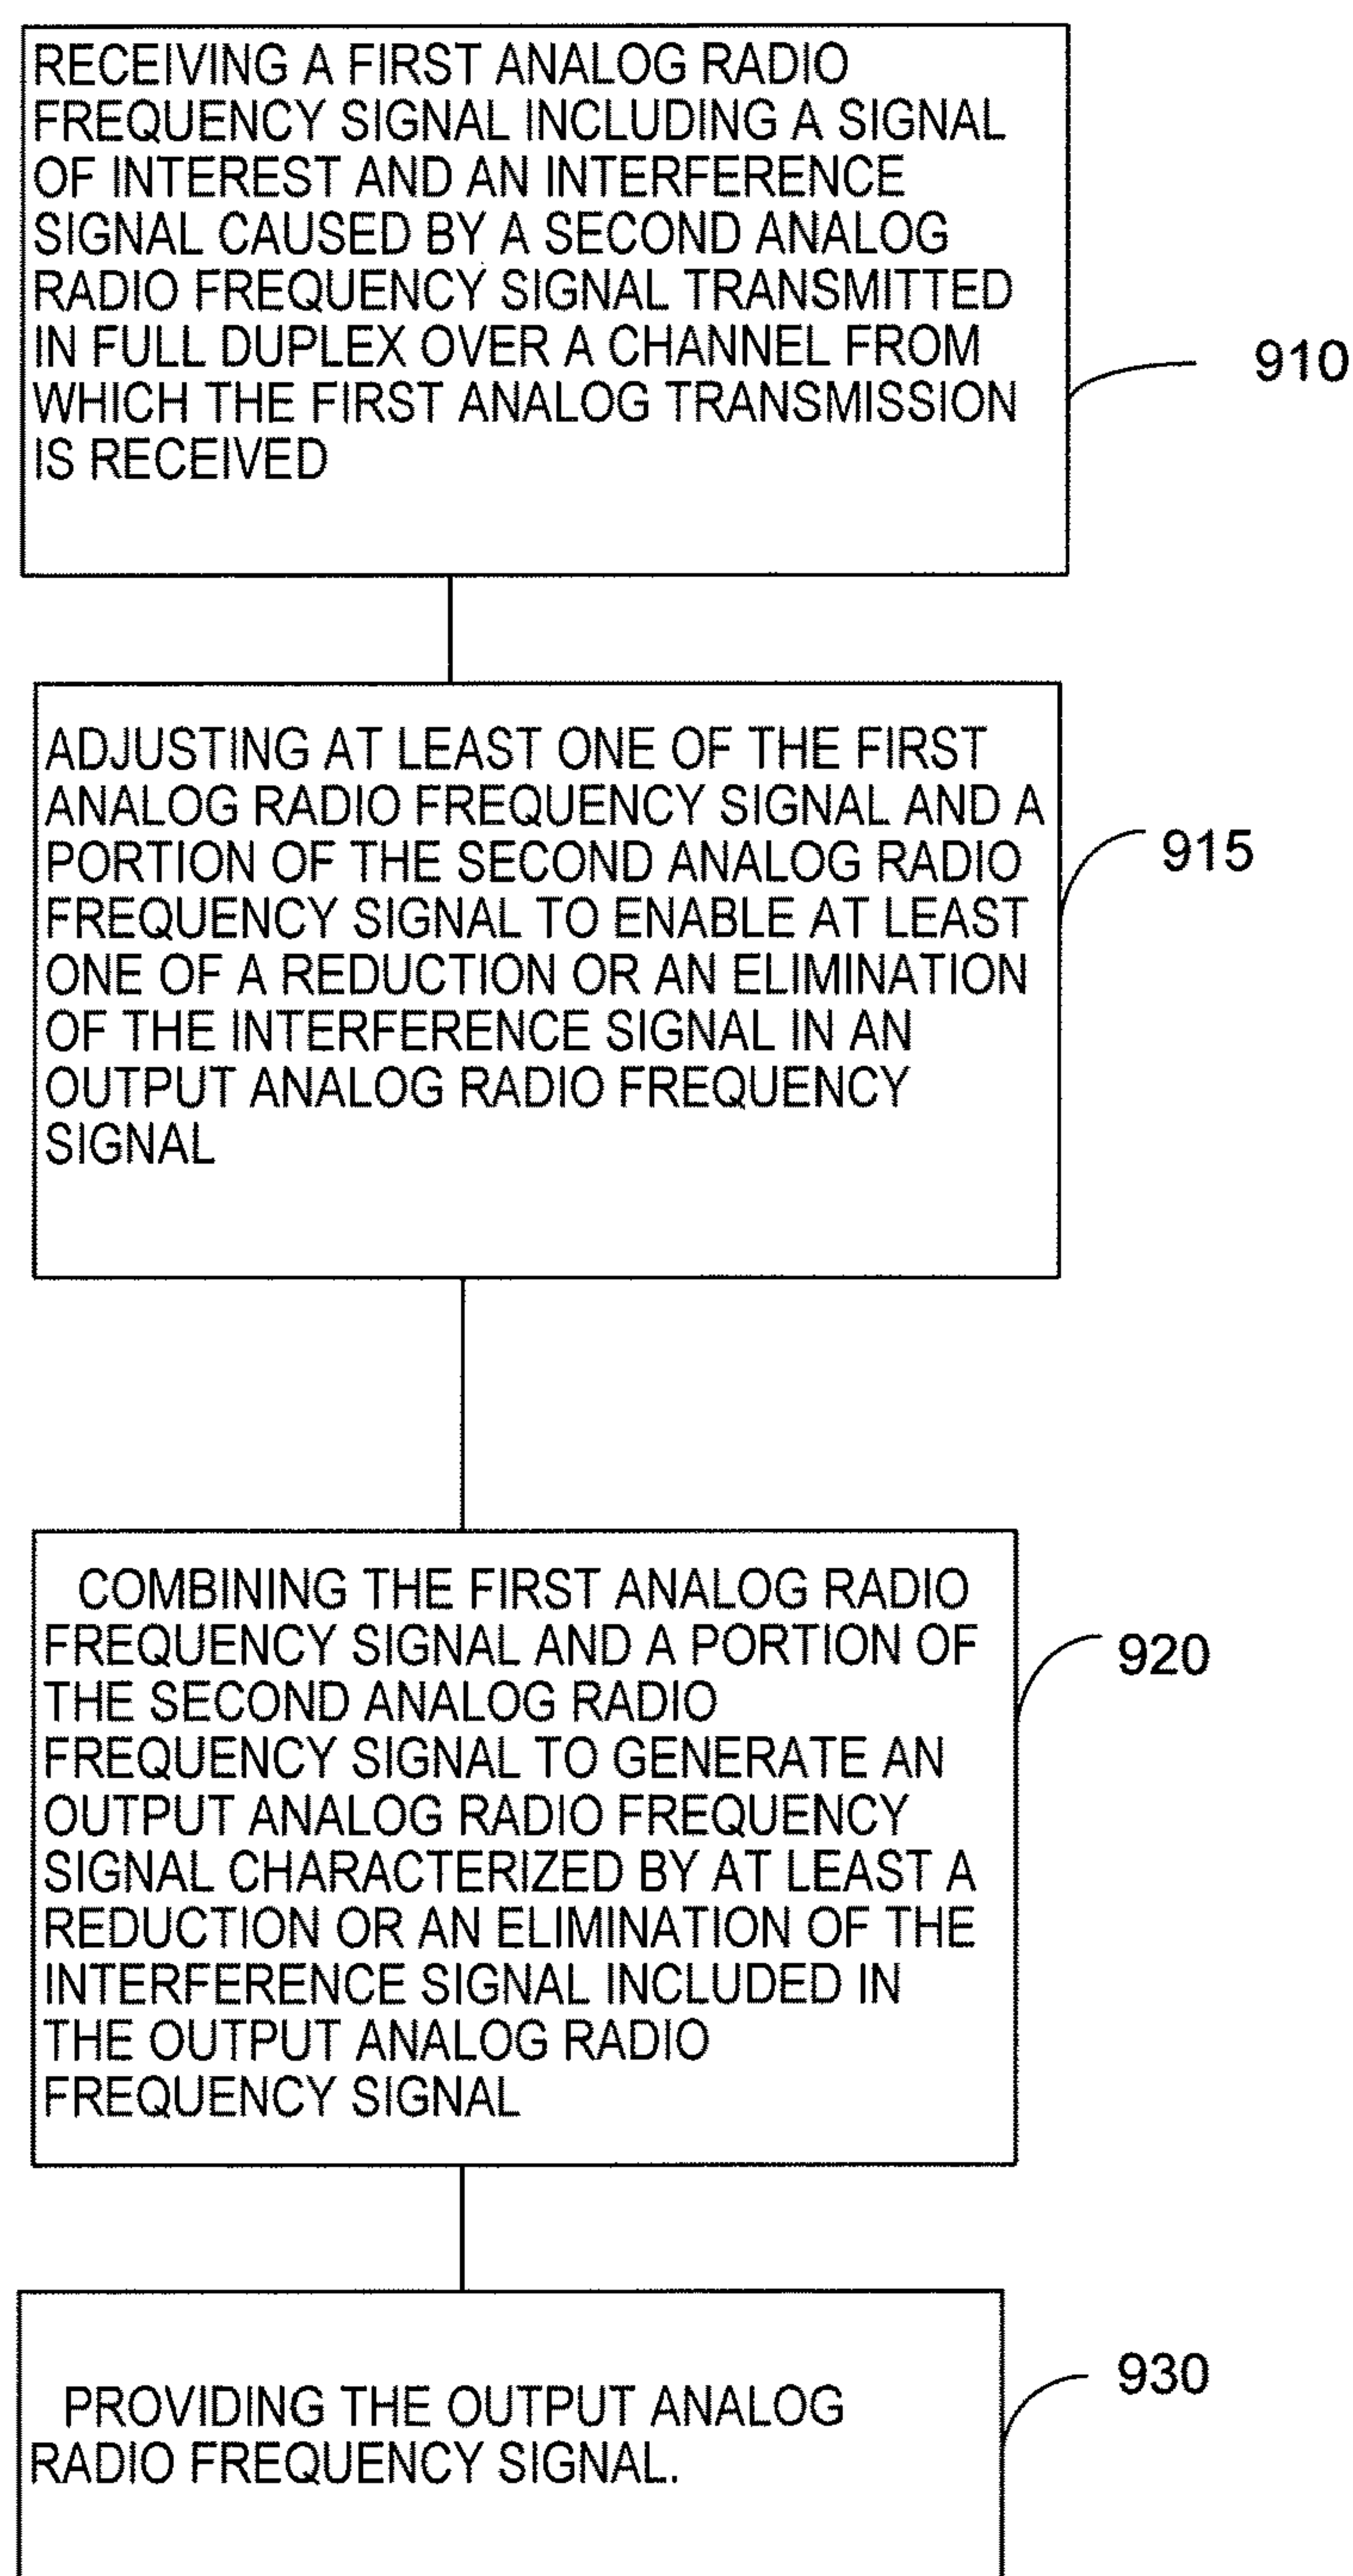 RECEIVING A FIRST ANALOG RADIO
FREQUENCY SIGNAL INCLUDING A SIGNAL
OF INTEREST AND AN INTERFERENCE
SIGNAL CAUSED BY A SECOND ANALOG
RADIO FREQUENCY SIGNAL TRANSMITTED
IN FULL DUPLEX OVER A CHANNEL FROM
WHICH THE FIRST ANALOG TRANSMISSION
IS RECEIVED
910
ADJUSTING AT LEAST ONE OF THE FIRST
ANALOG RADIO FREQUENCY SIGNAL AND A
PORTION OF THE SECOND ANALOG RADIO
FREQUENCY SIGNAL TO ENABLE AT LEAST
ONE OF A REDUCTION OR AN ELIMINATION
OF THE INTERFERENCE SIGNAL IN AN
OUTPUT ANALOG RADIO FREQUENCY
SIGNAL
915
COMBINING THE FIRST ANALOG RADIO
FREQUENCY SIGNAL AND A PORTION OF
THE SECOND ANALOG RADIO
FREQUENCY SIGNAL TO GENERATE AN
OUTPUT ANALOG RADIO FREQUENCY
SIGNAL CHARACTERIZED BY AT LEAST A
REDUCTION OR AN ELIMINATION OF THE
INTERFERENCE SIGNAL INCLUDED IN
THE OUTPUT ANALOG RADIO
FREQUENCY SIGNAL
920
PROVIDING THE OUTPUT ANALOG
RADIO FREQUENCY SIGNAL.
930